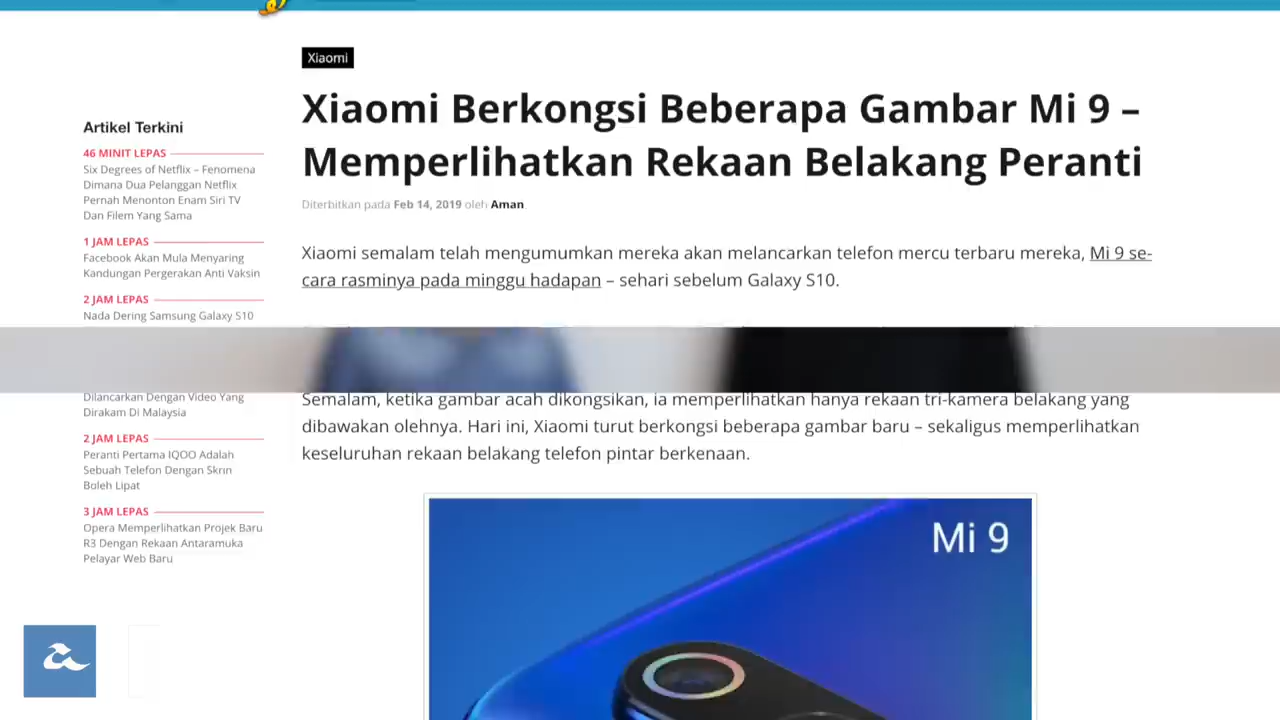 Xiaomi
Xiaomi Berkongsi Beberapa Gambar Mi 9 –
Memperlihatkan Rekaan Belakang Peranti
Diterbitkan pada Feb 14, 2019 oleh Aman
Xiaomi semalam telah mengumumkan mereka akan melancarkan telefon mercu terbaru mereka, Mi 9 se-
cara rasminya pada minggu hadapan – sehari sebelum Galaxy S10.
Semalam, ketika gambar acah dikongsikan, ia memperlihatkan hanya rekaan tri-kamera belakang yang
dibawakan olehnya. Hari ini, Xiaomi turut berkongsi beberapa gambar baru – sekaligus memperlihatkan
keseluruhan rekaan belakang telefon pintar berkenaan.
Mi 9
Artikel Terkini
46 MINIT LEPAS
Six Degrees of Netflix – Fenomena
Dimana Dua Pelanggan Netflix
Pernah Menonton Enam Siri TV
Dan Filem Yang Sama
1 JAM LEPAS
Facebook Akan Mula Menyaring
Kandungan Pergerakan Anti Vaksin
2 JAM LEPAS
Nada Dering Samsung Galaxy S10
Dilancarkan Dengan Video Yang
Dirakam Di Malaysia
2 JAM LEPAS
Peranti Pertama IQOO Adalah
Sebuah Telefon Dengan Skrin
Boleh Lipat
3 JAM LEPAS
Opera Memperlihatkan Projek Baru
R3 Dengan Rekaan Antaramuka
Pelayar Web Baru